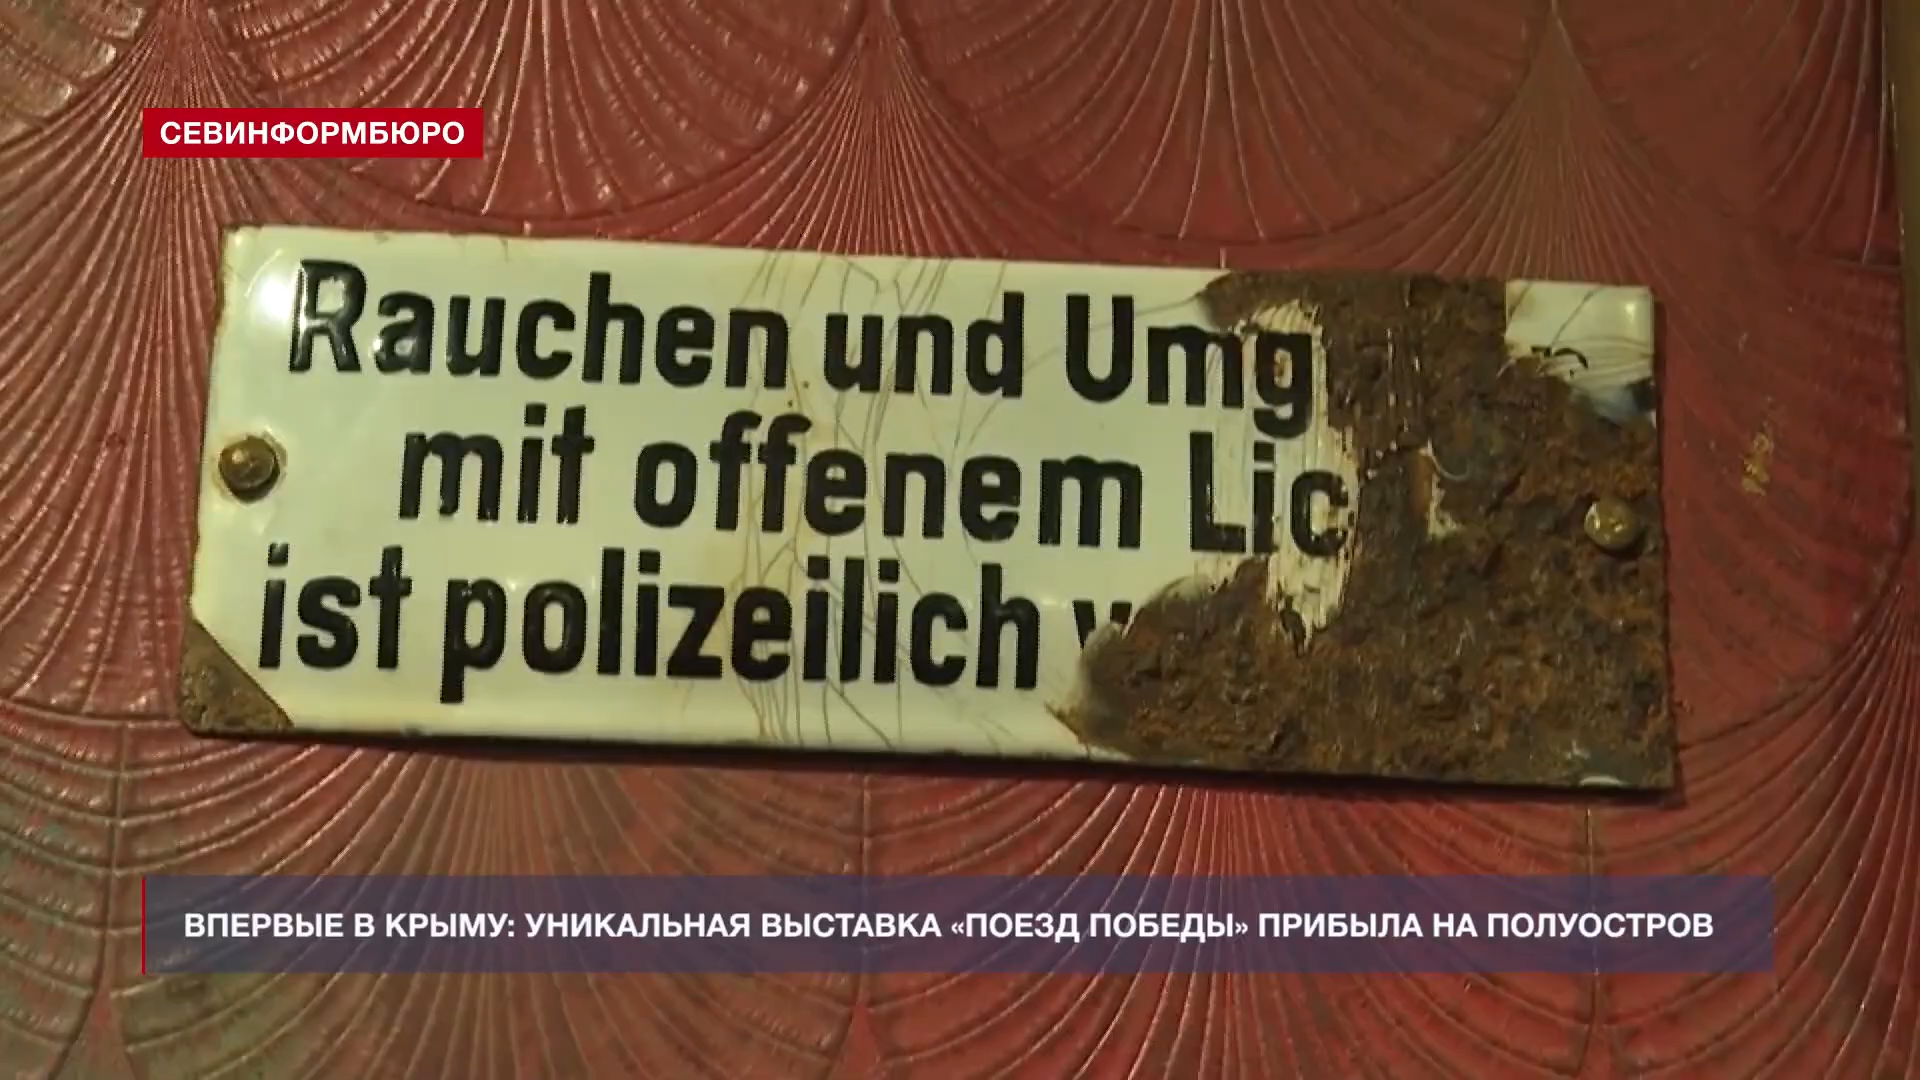 СЕВИНФОРМБЮРО
Rauchen und Umg
mit offenem Lic
ist polizeilich v
ВПЕРВЫЕ В КРЫМУ: УНИКАЛЬНАЯ ВЫСТАВКА «ПОЕЗД ПОБЕДЫ» ПРИБЫЛА НА ПОЛУОСТРОВ